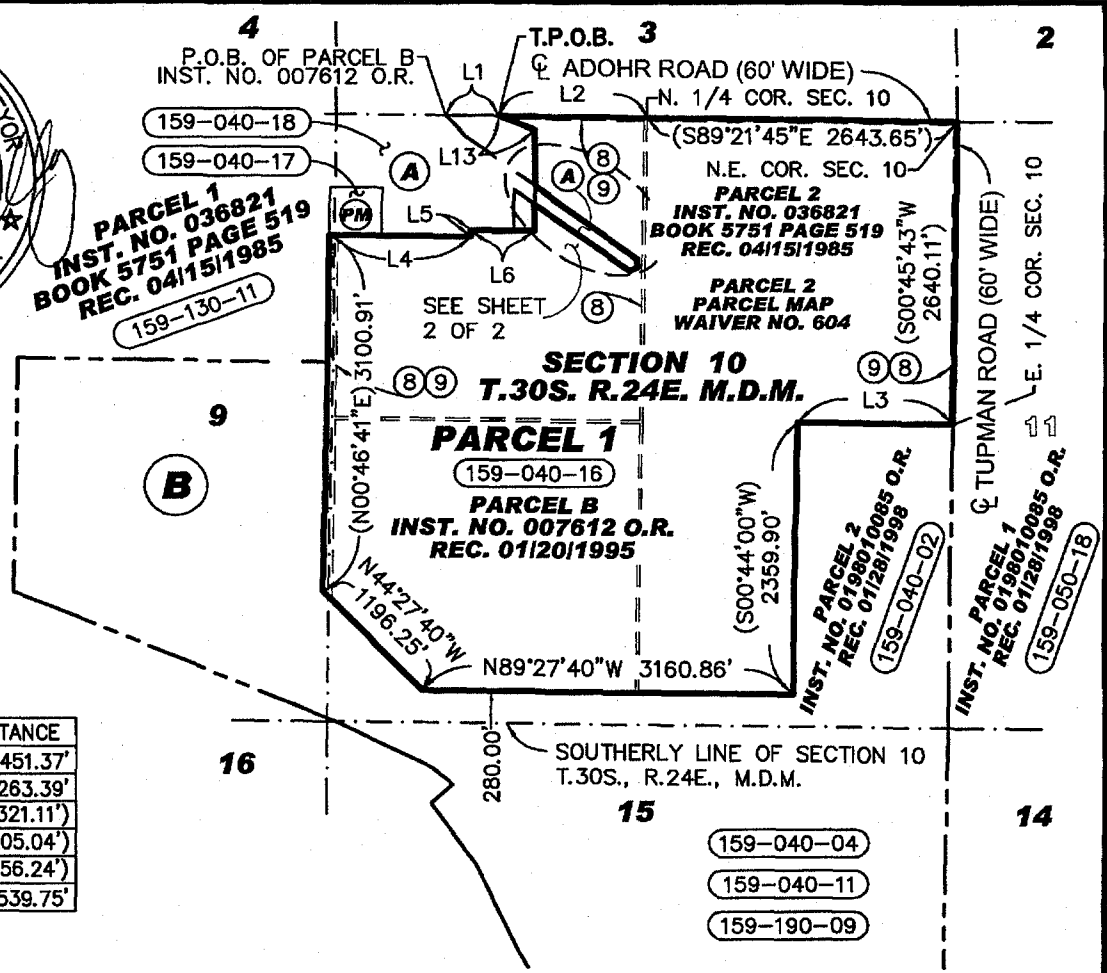 4
P.O.B. OF PARCEL B
INST. NO. 007612 O.R.
T.P.O.B.
3
2
℄ ADOHR ROAD (60' WIDE)
L1
L2
N. 1/4 COR. SEC. 10
(S89°21'45"E 2643.65')
N.E. COR. SEC. 10
YOR
159-040-18
159-040-17
A
L13
8
A
9
PM
L5
L4
L6
PARCEL 1
INST. NO. 036821
BOOK 5751 PAGE 519
REC. 04/15/1985
159-130-11
PARCEL 2
INST. NO. 036821
BOOK 5751 PAGE 519
REC. 04/15/1985
PARCEL 2
PARCEL MAP
WAIVER NO. 604
(S00°45'43"W
2640.11')
℄ TUPMAN ROAD (60' WIDE)
E. 1/4 COR. SEC. 10
SEE SHEET
2 OF 2
8
SECTION 10
T.30S. R.24E. M.D.M.
(N00°46'41"E) 3100.91'
8 9
9 8
L3
11
9
B
PARCEL 1
159-040-16
PARCEL B
INST. NO. 007612 O.R.
REC. 01/20/1995
(S00°44'00"W)
2359.90'
PARCEL 2
INST. NO. 0198010085 O.R.
REC. 01/28/1998
159-040-02
PARCEL 1
INST. NO. 0198010085 O.R.
REC. 01/28/1998
159-050-18
N44°27'40"W
1196.25'
N89°27'40"W 3160.86'
280.00'
SOUTHERLY LINE OF SECTION 10
T.30S., R.24E., M.D.M.
16
15
14
TANCE
451.37'
263.39'
321.11')
05.04')
56.24')
539.75'
159-040-04
159-040-11
159-190-09